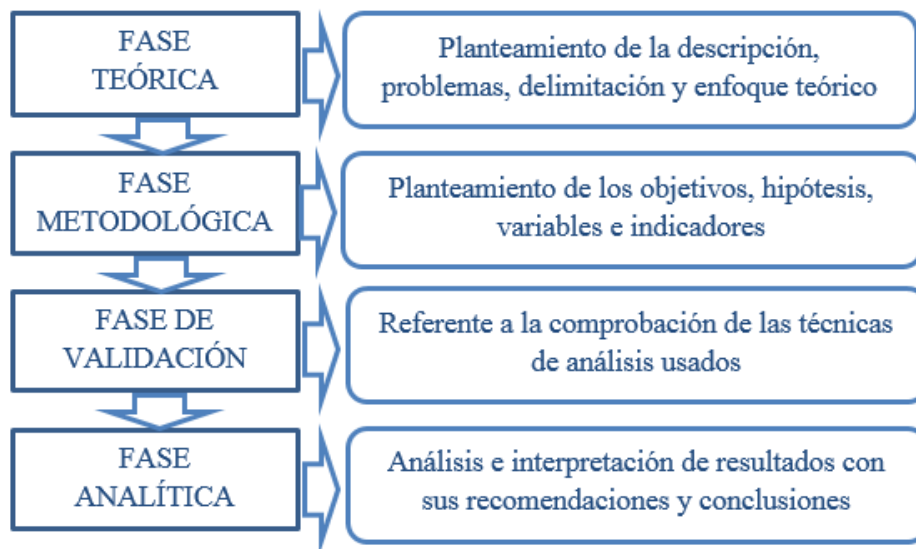 FASE
TEÓRICA
Planteamiento de la descripción,
problemas, delimitación y enfoque teórico
FASE
METODOLÓGICA
Planteamiento de los objetivos, hipótesis,
variables e indicadores
FASE DE
VALIDACIÓN
Referente a la comprobación de las técnicas
de análisis usados
FASE
ANALÍTICA
Análisis e interpretación de resultados con
sus recomendaciones y conclusiones